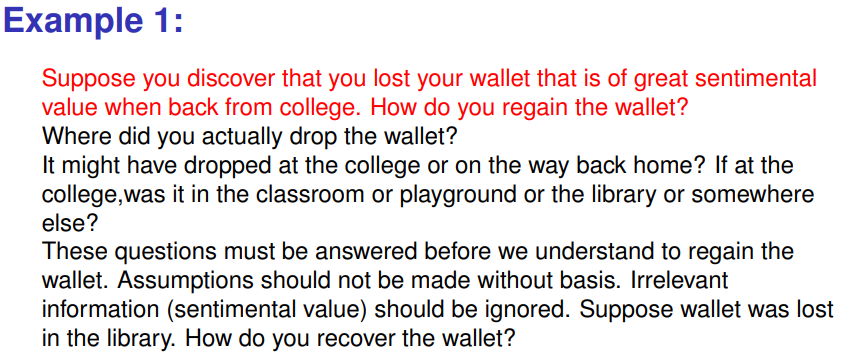 Example 1:
Suppose you discover that you lost your wallet that is of great sentimental
value when back from college. How do you regain the wallet?
Where did you actually drop the wallet?
It might have dropped at the college or on the way back home? If at the
college,was it in the classroom or playground or the library or somewhere
else?
These questions must be answered before we understand to regain the
wallet. Assumptions should not be made without basis. Irrelevant
information (sentimental value) should be ignored. Suppose wallet was lost
in the library. How do you recover the wallet?